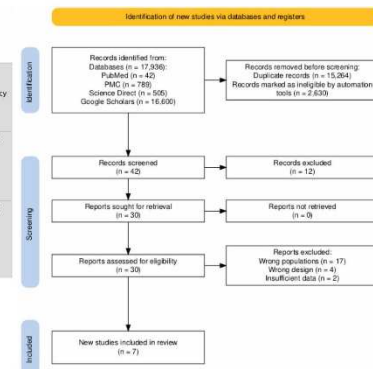 Identification of new studies via databases and registers
cy
Identification
Records identified from:
Databases (n = 17,936):
PubMed (n = 42)
PMC (n = 789)
Science Direct (n = 505)
Google Scholars (n = 16,600)
Records removed before screening:
Duplicate records (n = 15,264)
Records marked as ineligible by automation
tools (n = 2,630)
Screening
Records screened
(n = 42)
Records excluded
(n = 12)
Reports sought for retrieval
(n = 30)
Reports not retrieved
(n = 0)
Reports assessed for eligibility
(n = 30)
Reports excluded:
Wrong populations (n = 17)
Wrong design (n = 4)
Insufficient data (n = 2)
Included
New studies included in review
(n = 7)